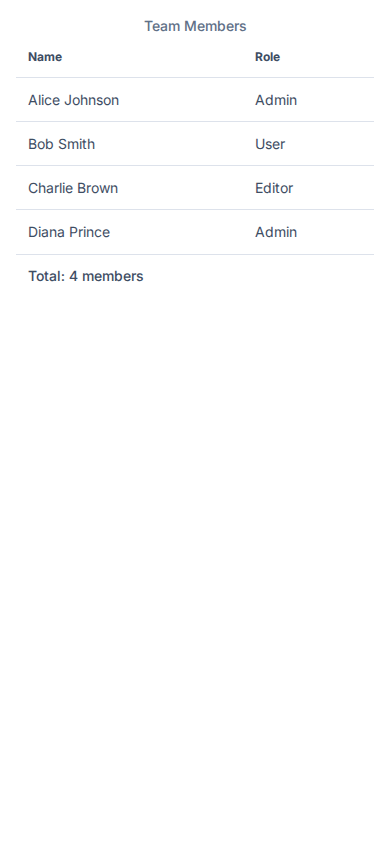 Team Members
Name Role
Alice Johnson Admin
Bob Smith User
Charlie Brown Editor
Diana Prince Admin
Total: 4 members